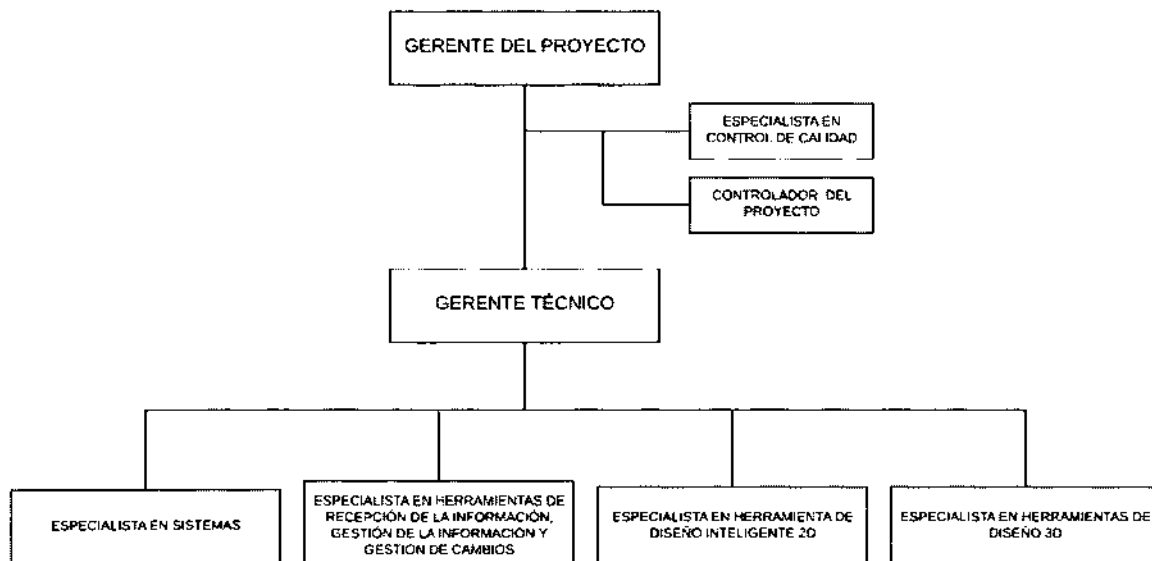 GERENTE DEL PROYECTO
ESPECIALISTA EN
CONTROL DE CALIDAD
CONTROLADOR DEL
PROYECTO
GERENTE TÉCNICO
ESPECIALISTA EN SISTEMAS
ESPECIALISTA EN HERRAMIENTAS DE
RECEPCIÓN DE LA INFORMACIÓN,
GESTIÓN DE LA INFORMACIÓN Y
GESTIÓN DE CAMBIOS
ESPECIALISTA EN HERRAMIENTA DE
DISEÑO INTELIGENTE 2D
ESPECIALISTA EN HERRAMIENTAS DE
DISEÑO 3D